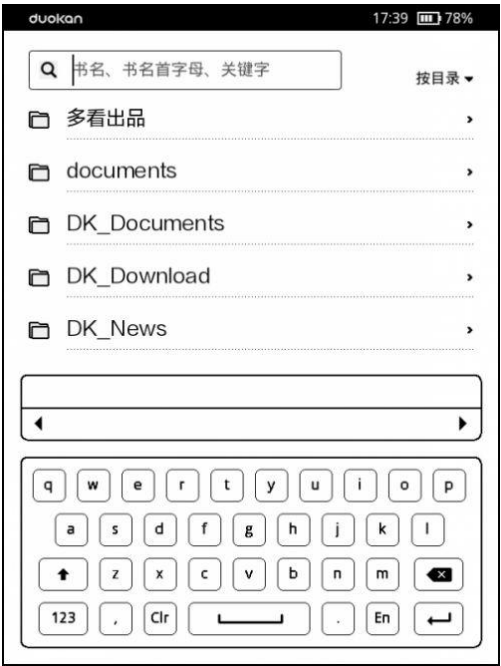 duokan 17:39 78%
书名、书名首字母、关键字
按目录
多看出品
documents
DK_Documents
DK_Download
DK_News
q w e r t y u i o p
a s d f g h j k l
z x c v b n m
123 , Clr . En